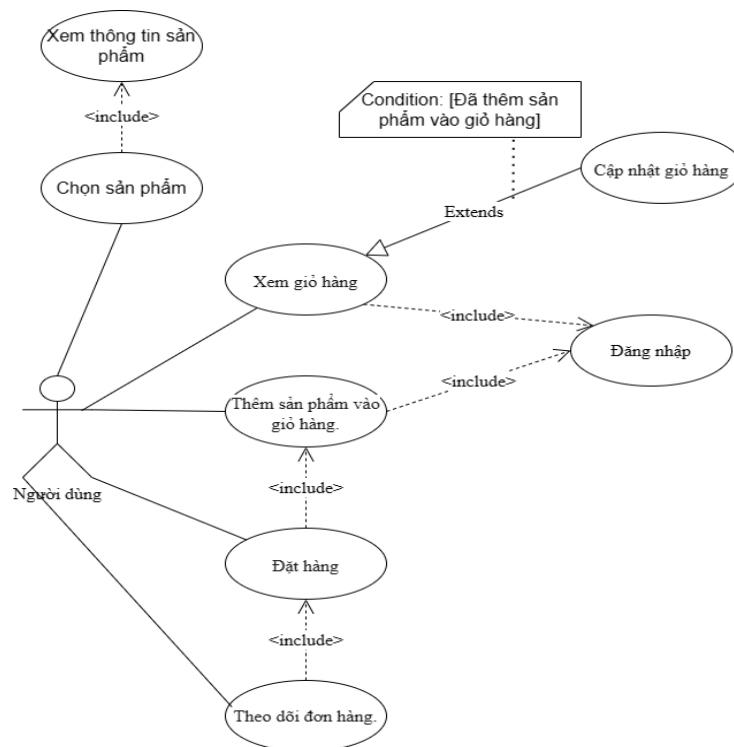 Xem thông tin sản
phẩm
<include>
Condition: [Đã thêm sản
phẩm vào giỏ hàng]
Cập nhật giỏ hàng
Chọn sản phẩm
Extends
Xem giỏ hàng
<include>
Đăng nhập
<include>
Thêm sản phẩm vào
giỏ hàng.
Người dùng
<include>
Đặt hàng
<include>
Theo dõi đơn hàng.